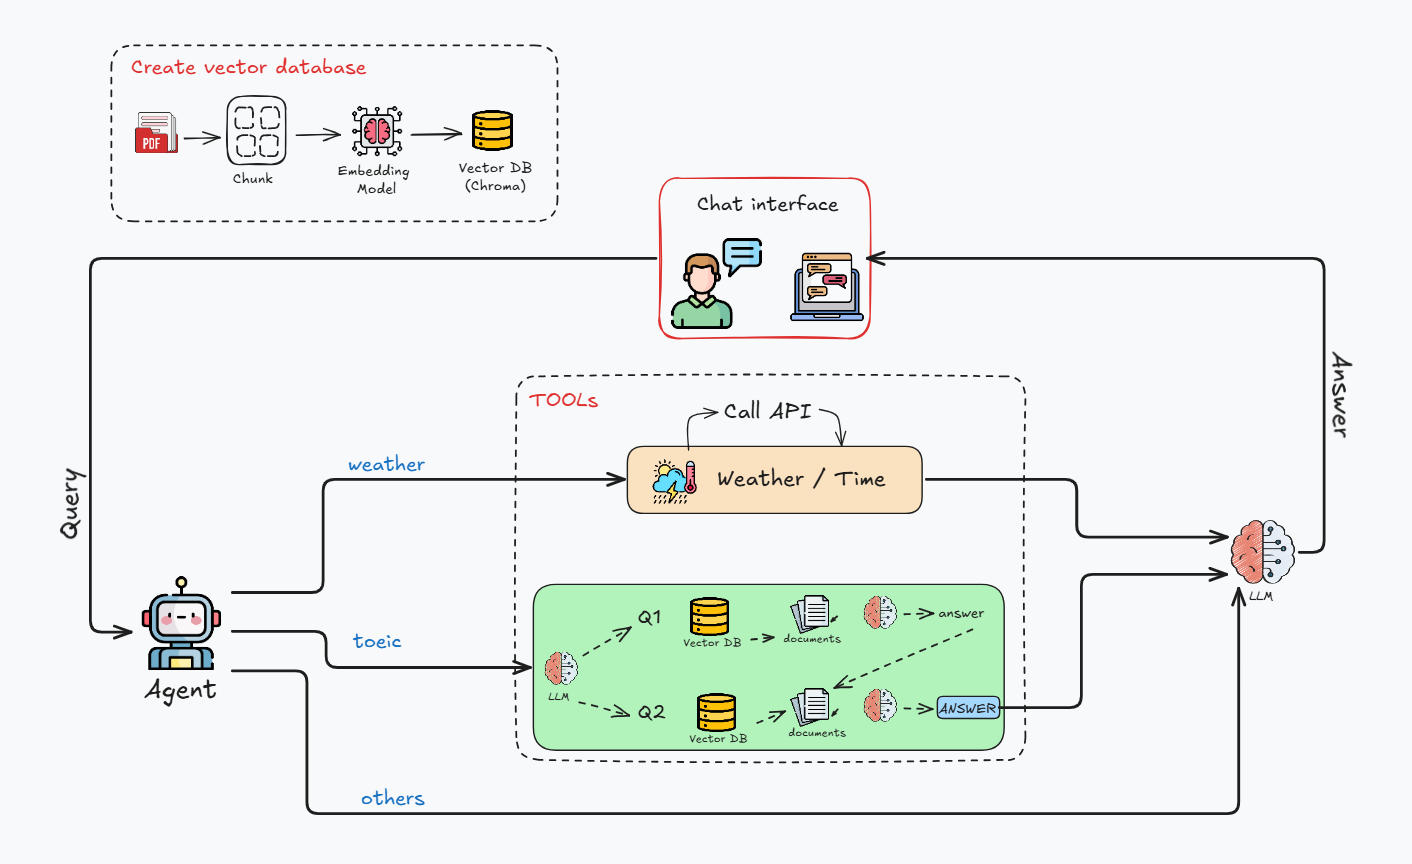 Create vector database
PDF
Chunk
Embedding
Model
Vector DB
(Chroma)
Chat interface
Query
Answer
TOOLs
Call API
weather
Weather / Time
LLM
toeic
Agent
Q1
Vector DB
documents
answer
LLM
Q2
Vector DB
documents
ANSWER
others